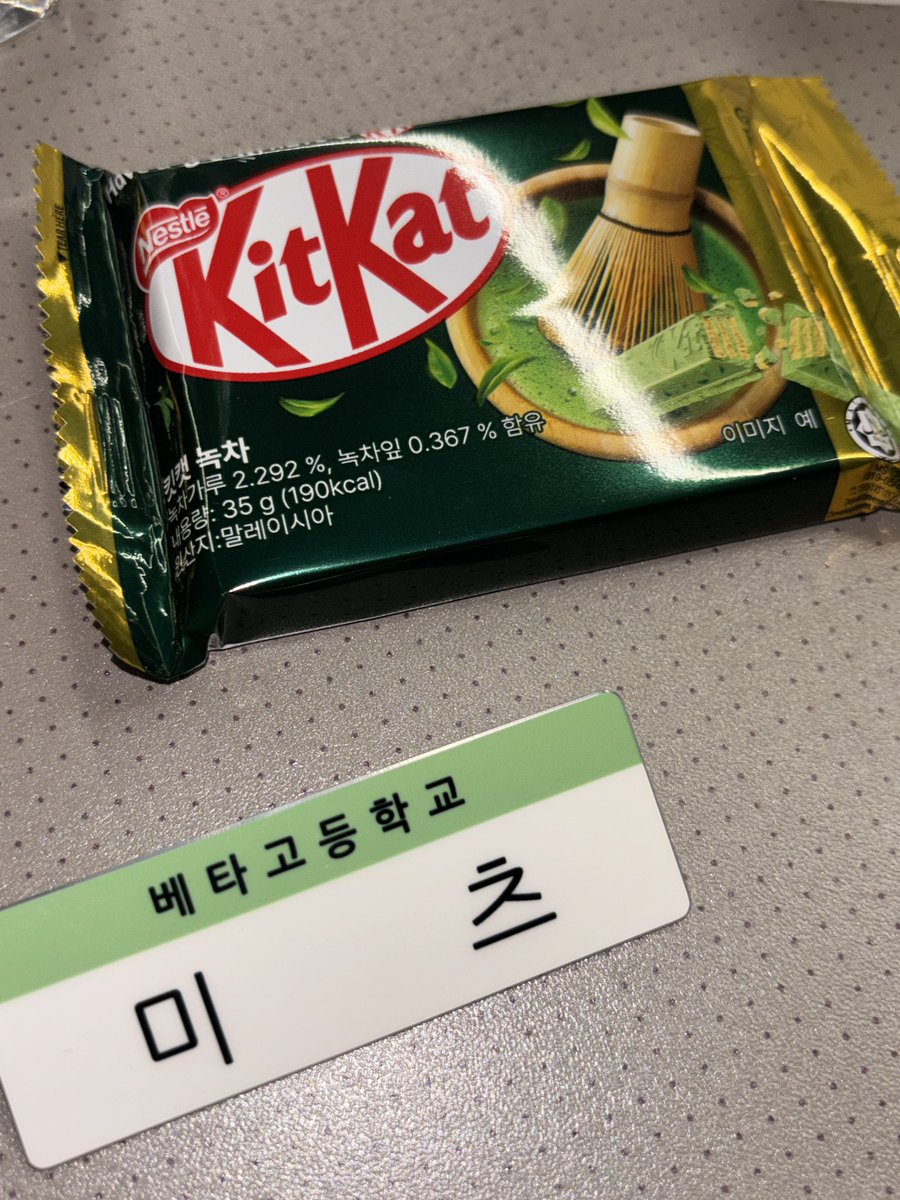 Nestlé®
KitKat
킷캣 녹차
녹차가루 2.292 %, 녹차잎 0.367 % 함유
내용량: 35 g (190kcal)
원산지:말레이시아
이미지 예
베타고등학교
미 츠